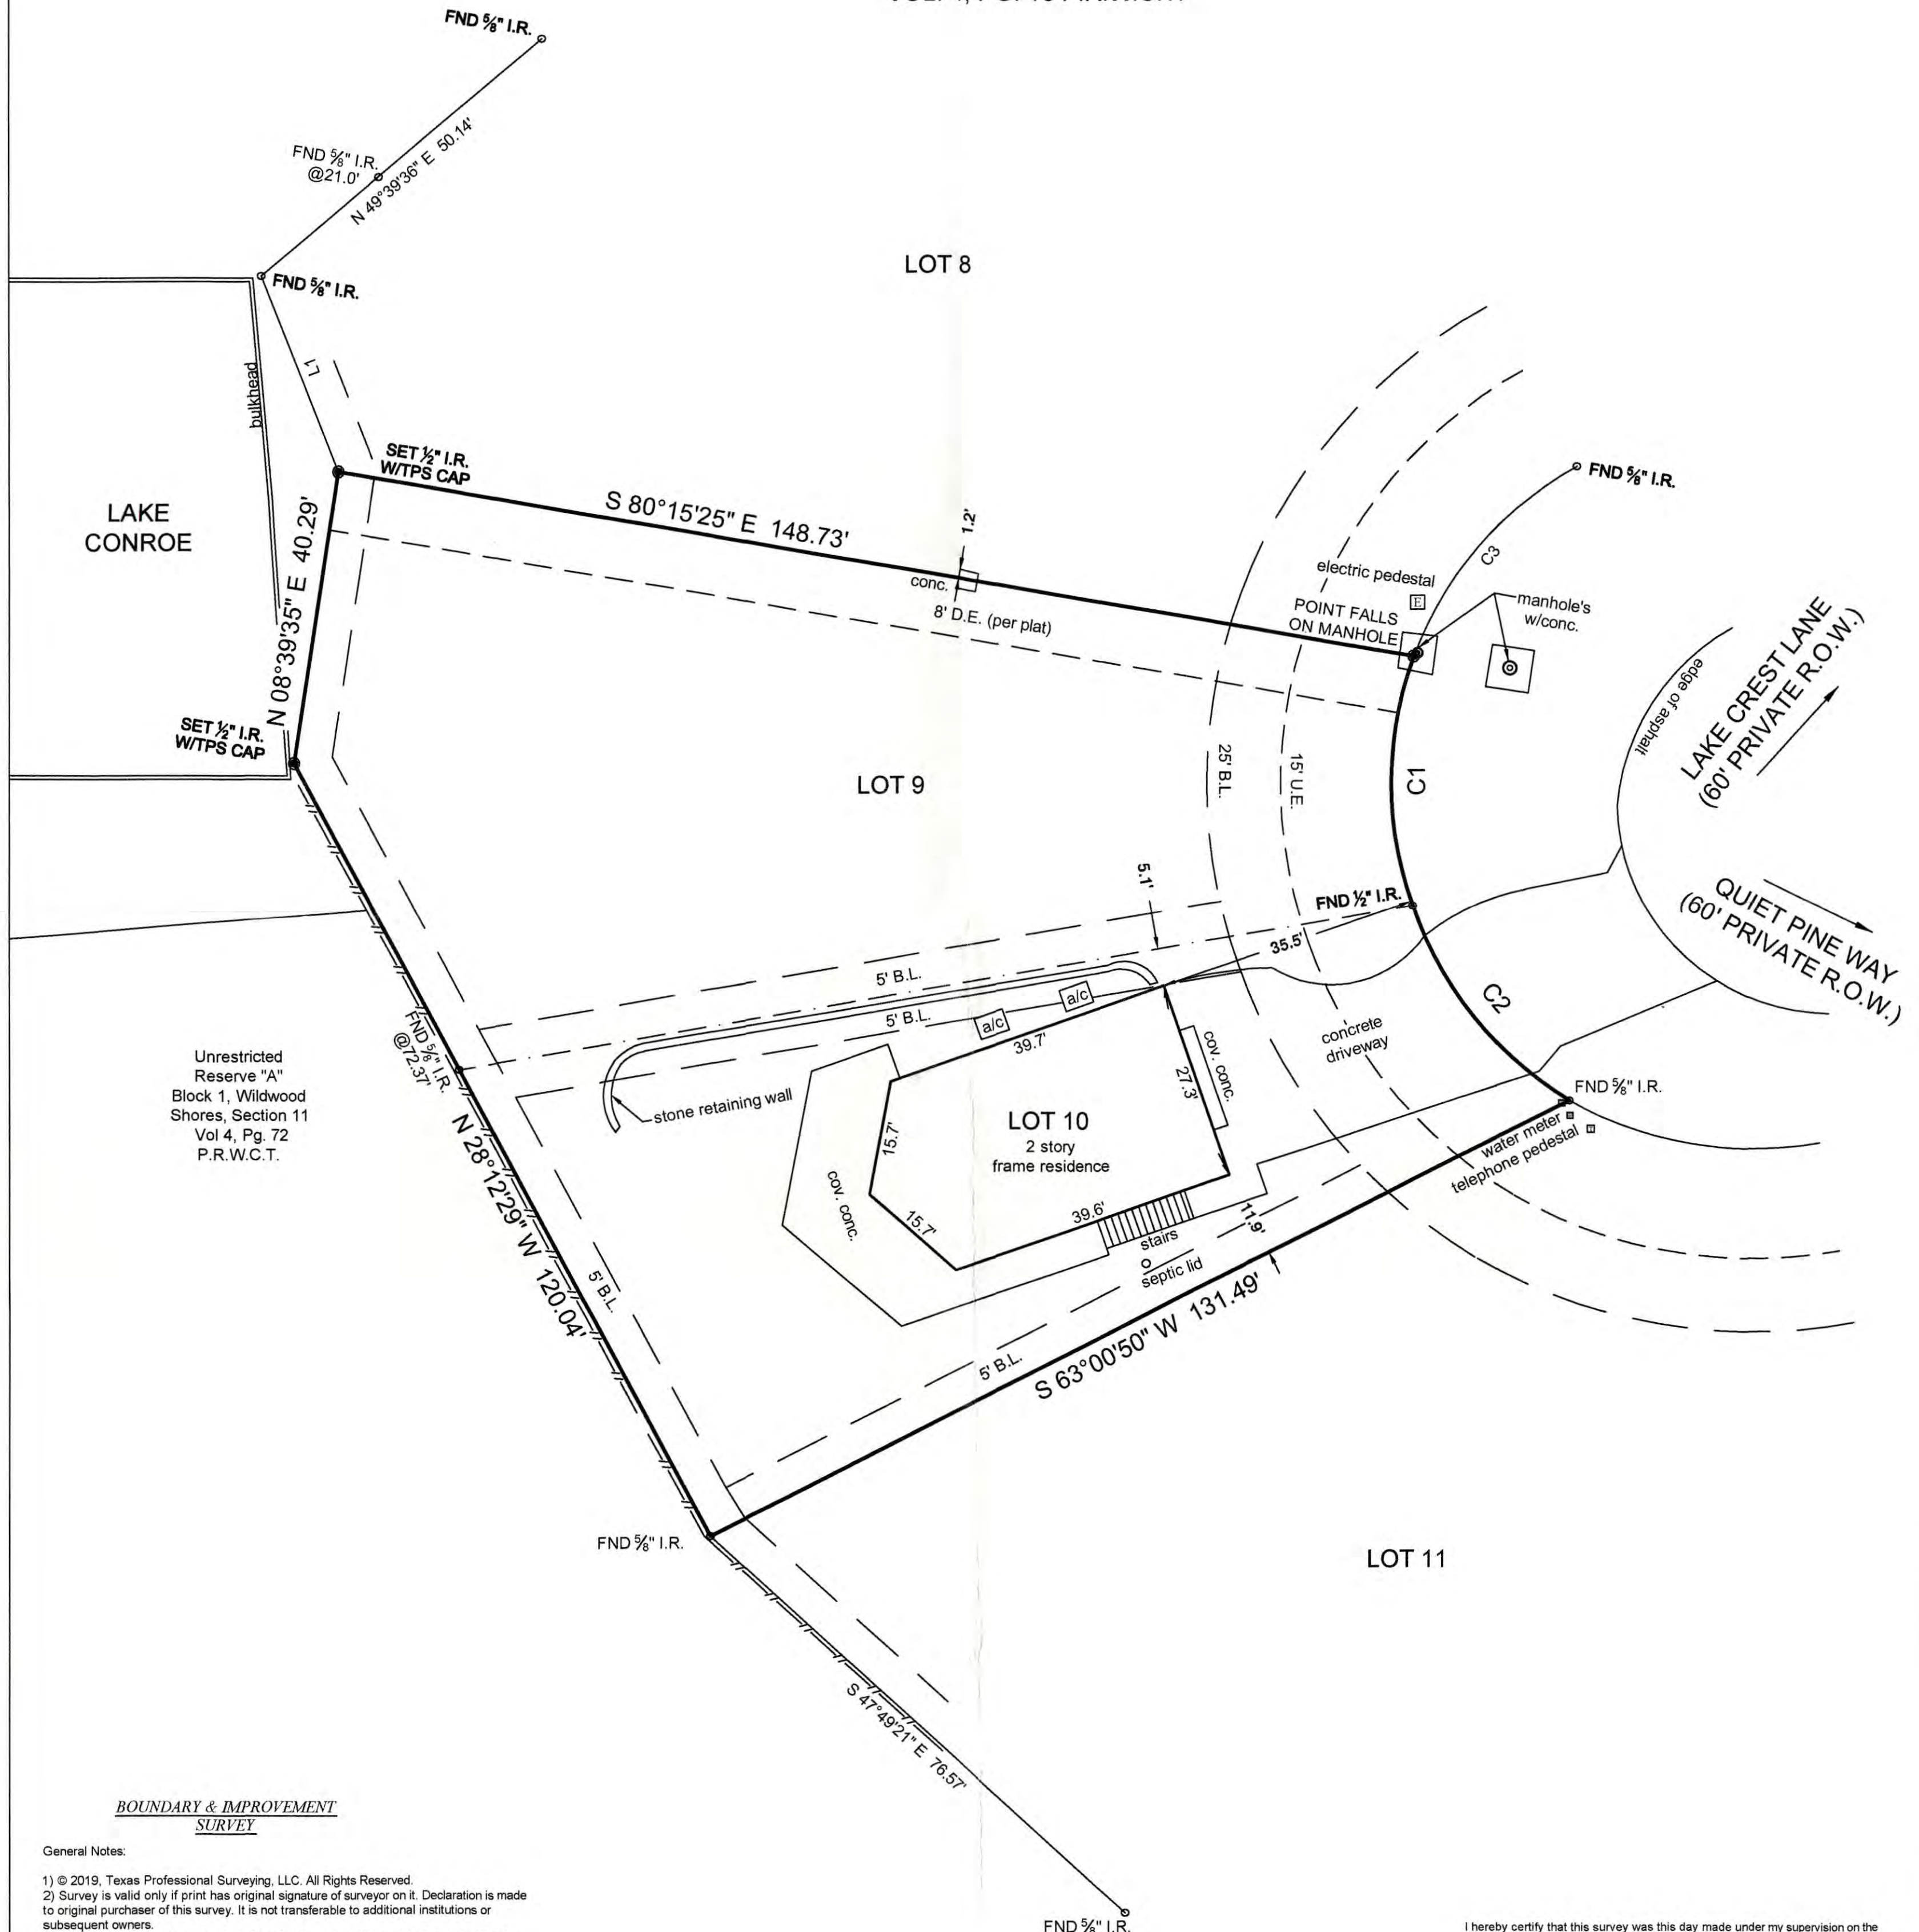 FND ⅝" I.R.
FND ⅝" I.R.
@21.0'
N 49°39'36" E 50.14'
LOT 8
FND ⅝" I.R.
bulkhead
L1
SET ½" I.R.
W/TPS CAP
FND ⅝" I.R.
LAKE
CONROE
S 80°15'25" E 148.73'
1.2'
C3
N 08°39'35" E 40.29'
conc.
8' D.E. (per plat)
electric pedestal
E
POINT FALLS
ON MANHOLE
manhole's
w/conc.
edge of asphalt
LAKE CREST LANE
(60' PRIVATE R.O.W.)
SET ½" I.R.
W/TPS CAP
LOT 9
25' B.L.
15' U.E.
C1
5.1'
FND ½" I.R.
QUIET PINE WAY
(60' PRIVATE R.O.W.)
35.5'
5' B.L.
a/c
a/c
5' B.L.
C2
FND ⅝" I.R.
@72.37'
39.7'
cov. conc.
concrete
driveway
Unrestricted
Reserve "A"
Block 1, Wildwood
Shores, Section 11
Vol 4, Pg. 72
P.R.W.C.T.
stone retaining wall
27.3'
FND ⅝" I.R.
LOT 10
2 story
frame residence
15.7'
water meter
telephone pedestal
N 28°12'29" W 120.04'
cov. conc.
15.7'
39.6'
11.9'
stairs
septic lid
5' B.L.
S 63°00'50" W 131.49'
5' B.L.
FND ⅝" I.R.
LOT 11
S 47°49'21" E 76.57'
BOUNDARY & IMPROVEMENT
SURVEY
General Notes:
1) © 2019, Texas Professional Surveying, LLC. All Rights Reserved.
2) Survey is valid only if print has original signature of surveyor on it. Declaration is made
to original purchaser of this survey. It is not transferable to additional institutions or
subsequent owners.
FND ⅝" I.R.
I hereby certify that this survey was this day made under my supervision on the